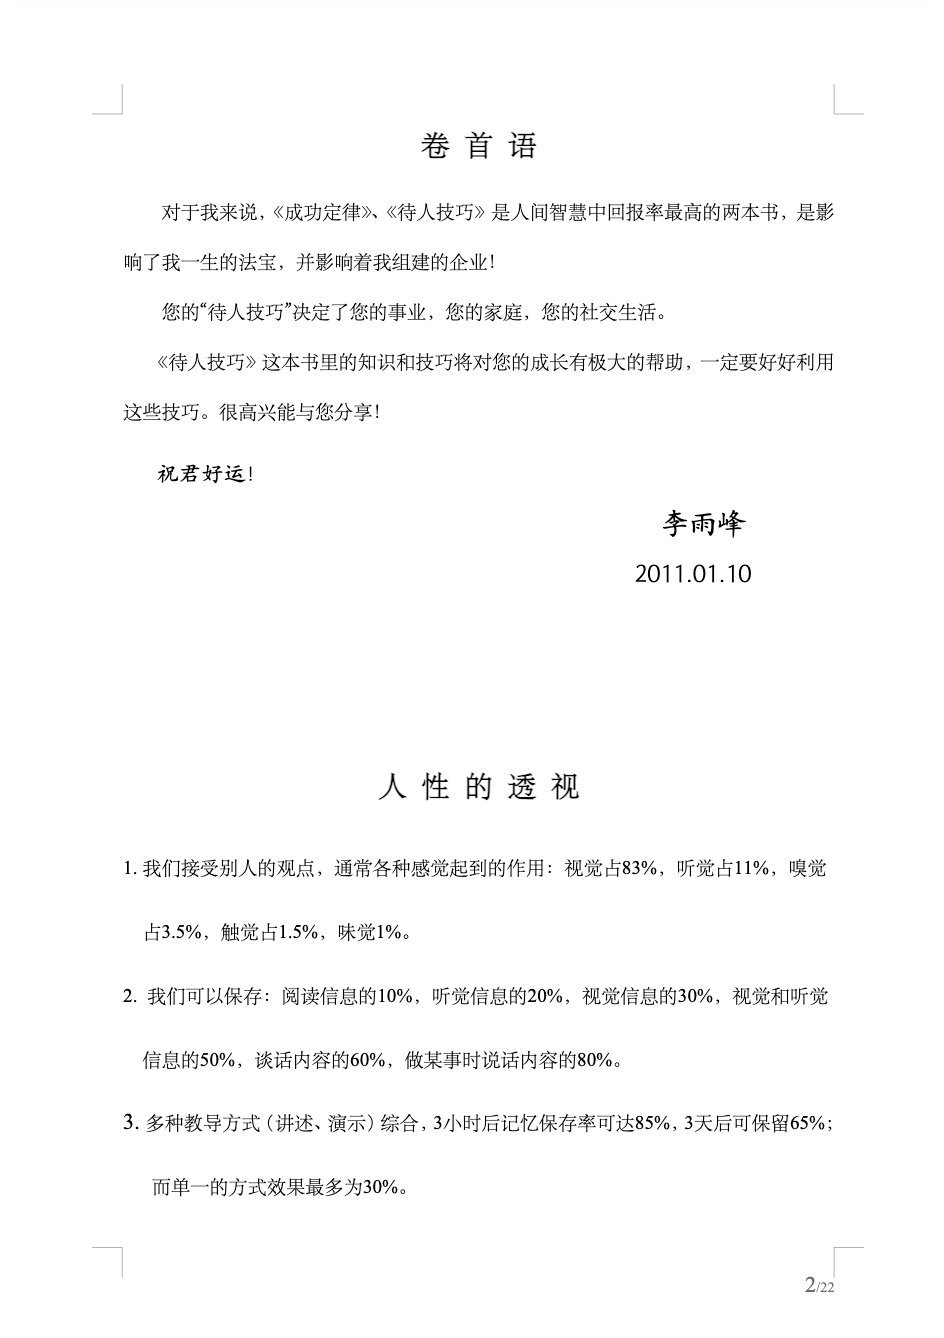 卷 首 语
对于我来说，《成功定律》、《待人技巧》是人间智慧中回报率最高的两本书，是影
响了我一生的法宝，并影响着我组建的企业！
您的“待人技巧”决定了您的事业，您的家庭，您的社交生活。
《待人技巧》这本书里的知识和技巧将对您的成长有极大的帮助，一定要好好利用
这些技巧。很高兴能与您分享！
祝君好运！
李雨峰
2011.01.10
人 性 的 透 视
1. 我们接受别人的观点，通常各种感觉起到的作用：视觉占83%，听觉占11%，嗅觉
占3.5%，触觉占1.5%，味觉1%。
2. 我们可以保存：阅读信息的10%，听觉信息的20%，视觉信息的30%，视觉和听觉
信息的50%，谈话内容的60%，做某事时说话内容的80%。
3. 多种教导方式（讲述、演示）综合，3小时后记忆保存率可达85%，3天后可保留65%；
而单一的方式效果最多为30%。
2/22